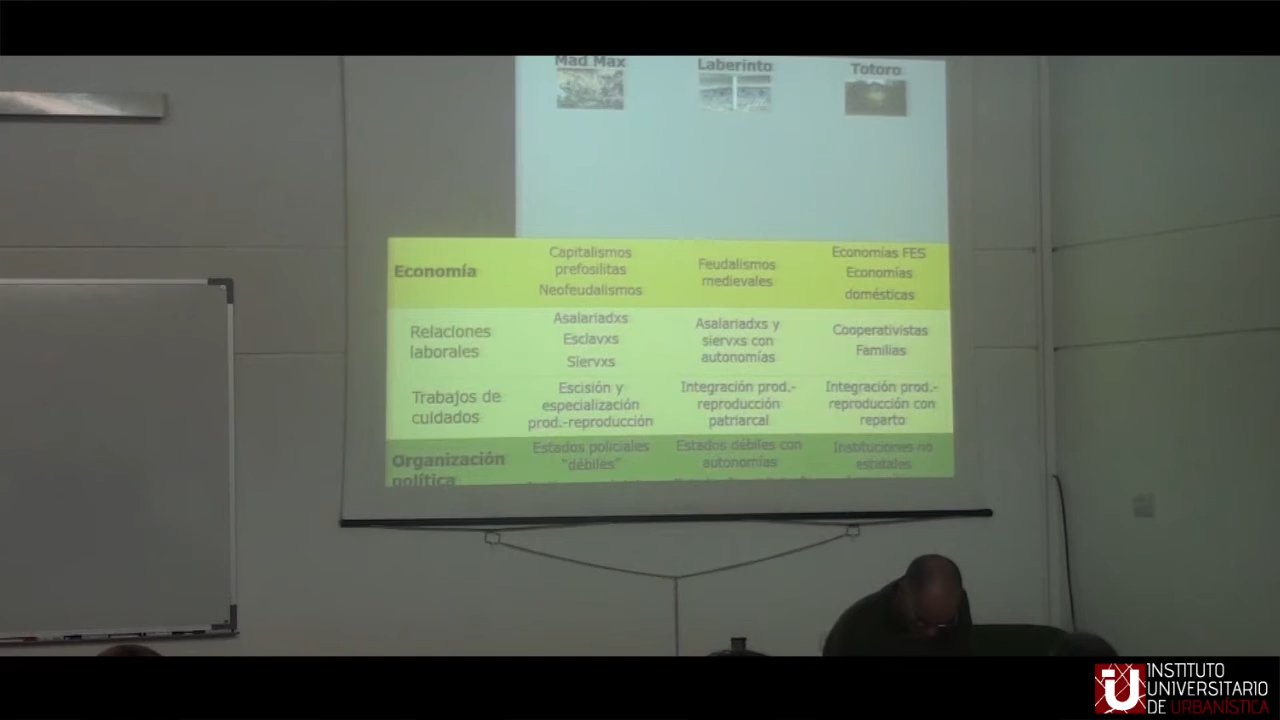 Mad Max
Laberinto
Totoro
Economía
Capitalismos
prefosilitas
Neofeudalismos
Feudalismos
medievales
Economías FES
Economías
domésticas
Relaciones
laborales
Asalariadxs
Esclavxs
Siervxs
Asalariadxs y
siervxs con
autonomías
Cooperativistas
Familias
Trabajos de
cuidados
Escisión y
especialización
prod.-reproducción
Integración prod.-
reproducción
patriarcal
Integración prod.-
reproducción con
reparto
Organización
política
Estados policiales
"débiles"
Estados débiles con
autonomías
Instituciones no
estatales
INSTITUTO
UNIVERSITARIO
DE URBANÍSTICA